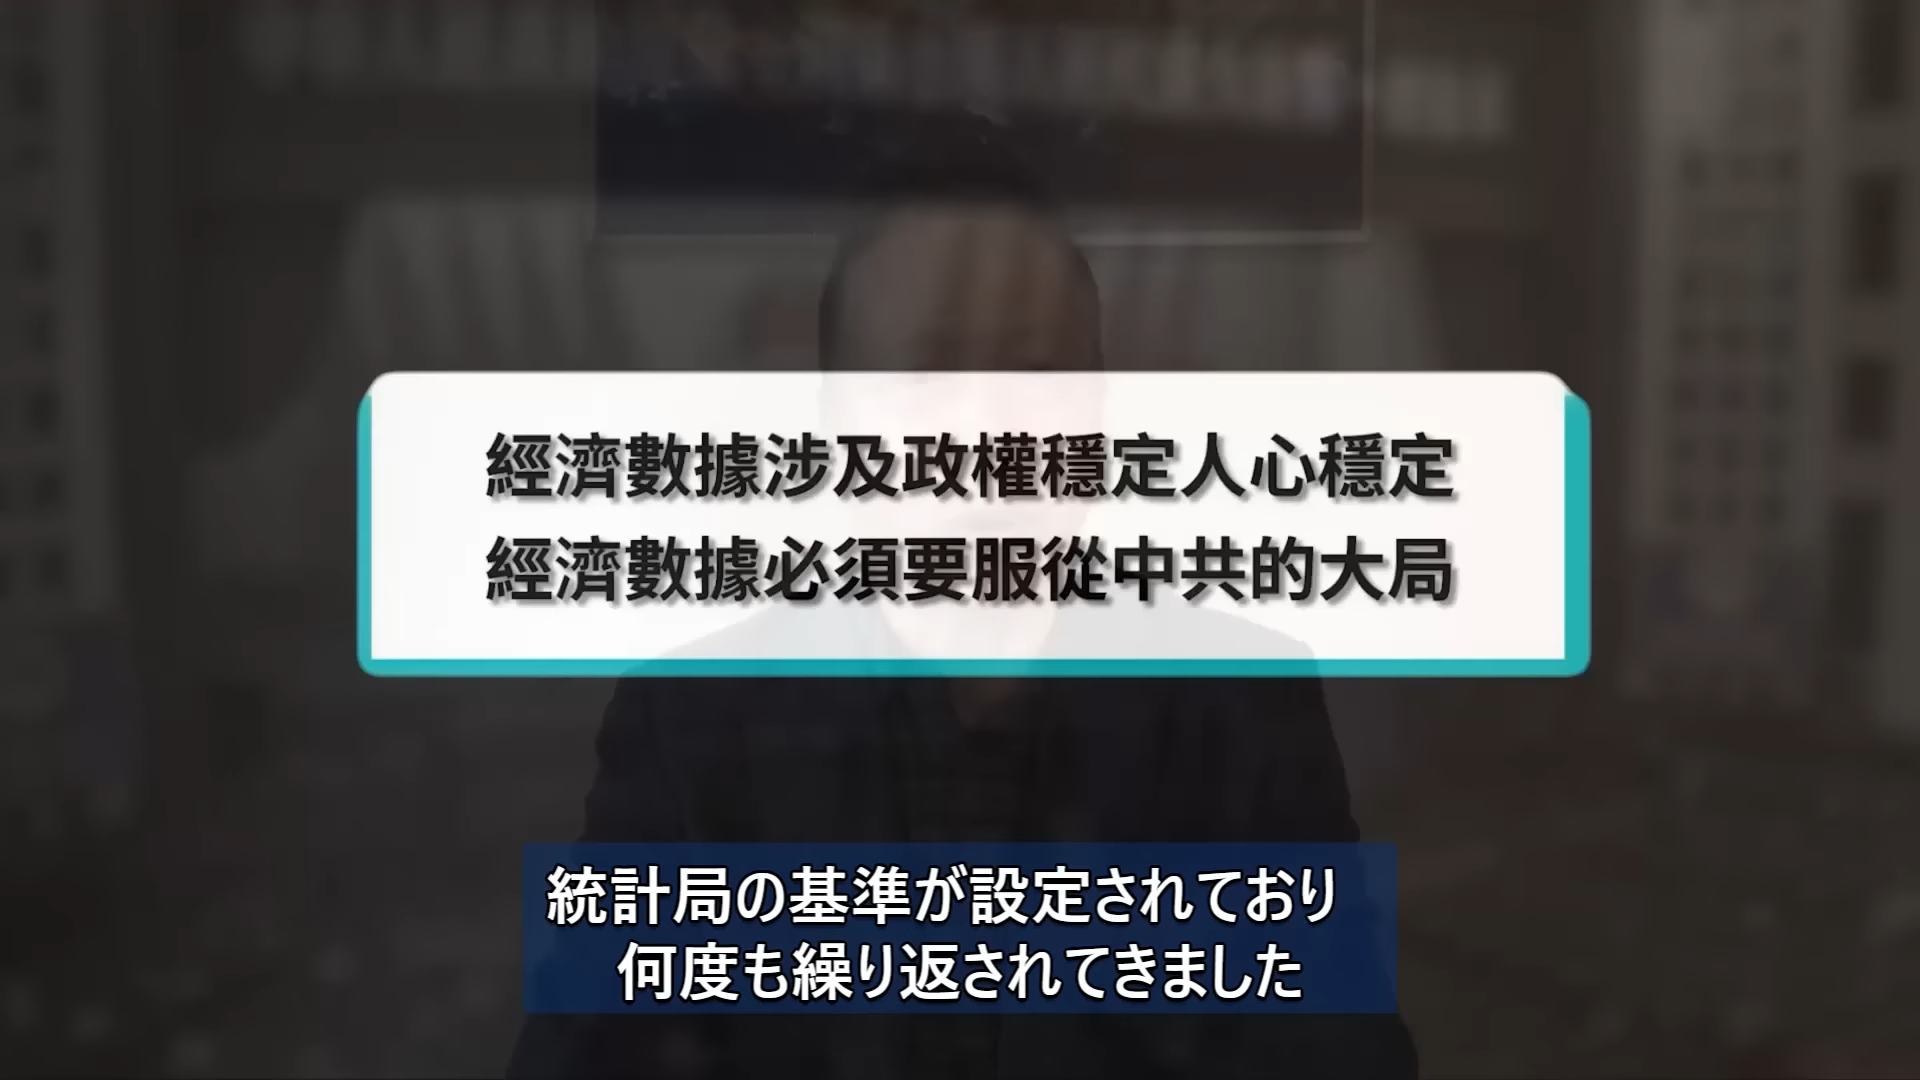 經濟數據涉及政權穩定人心穩定
經濟數據必須要服從中共的大局
統計局の基準が設定されており
何度も繰り返されてきました